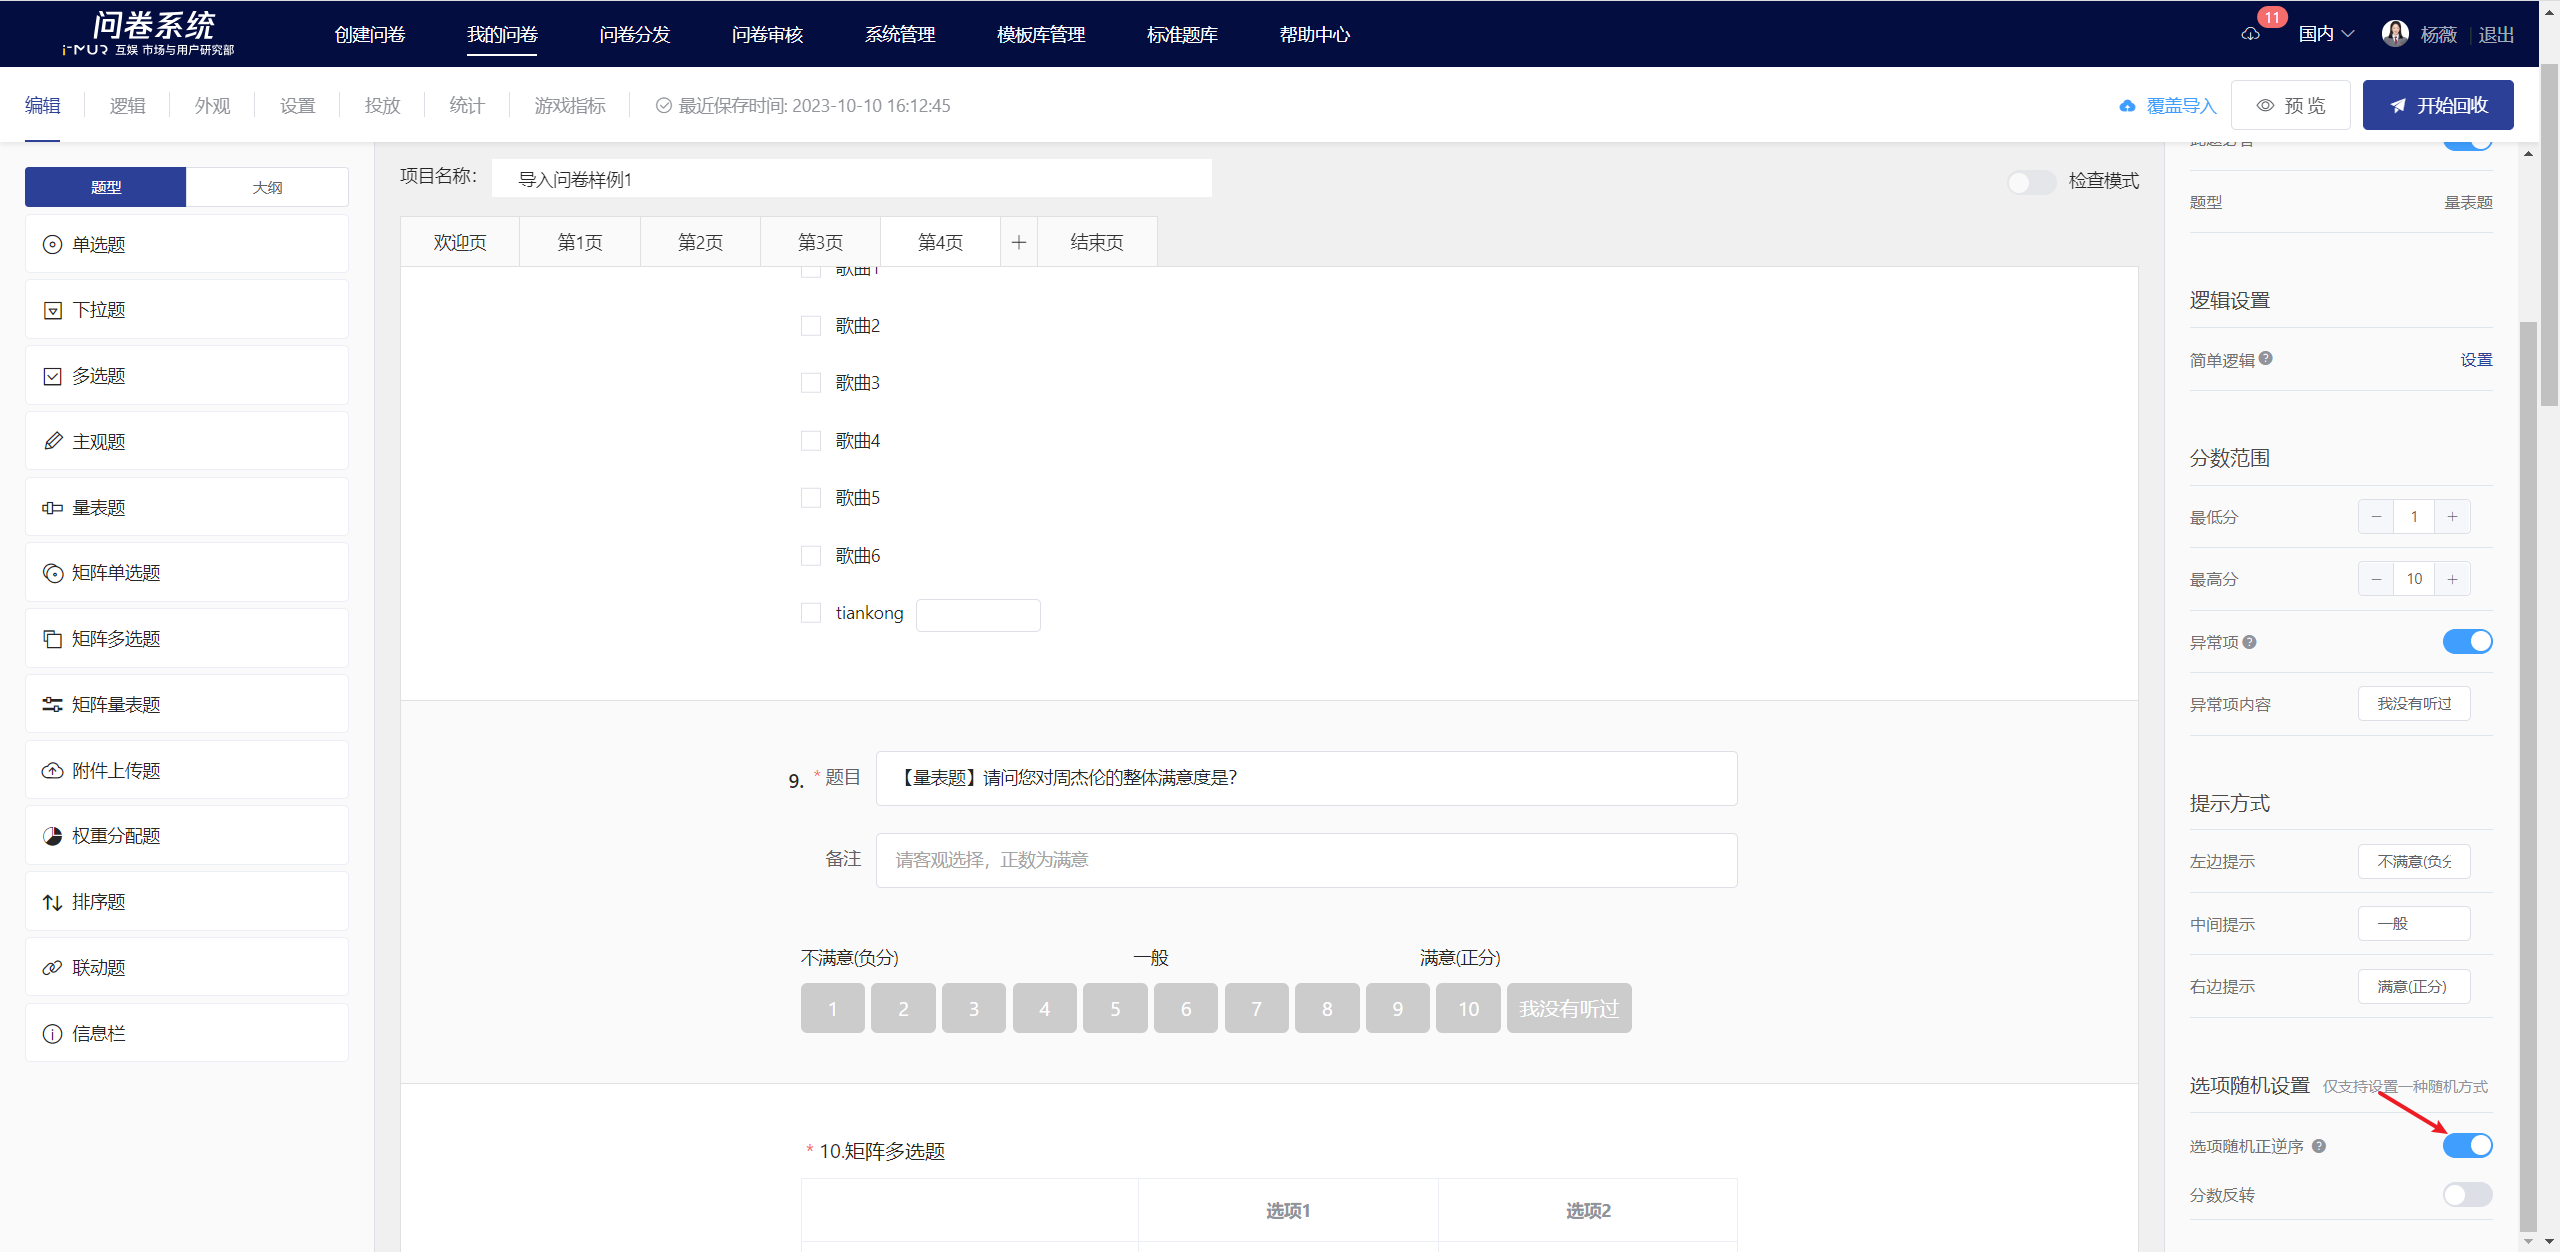 问卷系统
i-MUR 互娱 市场与用户研究部
创建问卷
我的问卷
问卷分发
问卷审核
系统管理
模板库管理
标准题库
帮助中心
11
国内
杨薇
退出
编辑
逻辑
外观
设置
投放
统计
游戏指标
最近保存时间: 2023-10-10 16:12:45
覆盖导入
预览
开始回收
题型
大纲
单选题
下拉题
多选题
主观题
量表题
矩阵单选题
矩阵多选题
矩阵量表题
附件上传题
权重分配题
排序题
联动题
信息栏
项目名称:
导入问卷样例1
检查模式
欢迎页
第1页
第2页
第3页
第4页
+
结束页
歌曲1
歌曲2
歌曲3
歌曲4
歌曲5
歌曲6
tiankong
9. * 题目
【量表题】请问您对周杰伦的整体满意度是?
备注
请客观选择，正数为满意
不满意(负分)
一般
满意(正分)
1
2
3
4
5
6
7
8
9
10
我没有听过
* 10.矩阵多选题
选项1
选项2
题型
量表题
逻辑设置
简单逻辑
设置
分数范围
最低分
− 1 +
最高分
− 10 +
异常项
异常项内容
我没有听过
提示方式
左边提示
不满意(负分
中间提示
一般
右边提示
满意(正分)
选项随机设置 仅支持设置一种随机方式
选项随机正逆序
分数反转